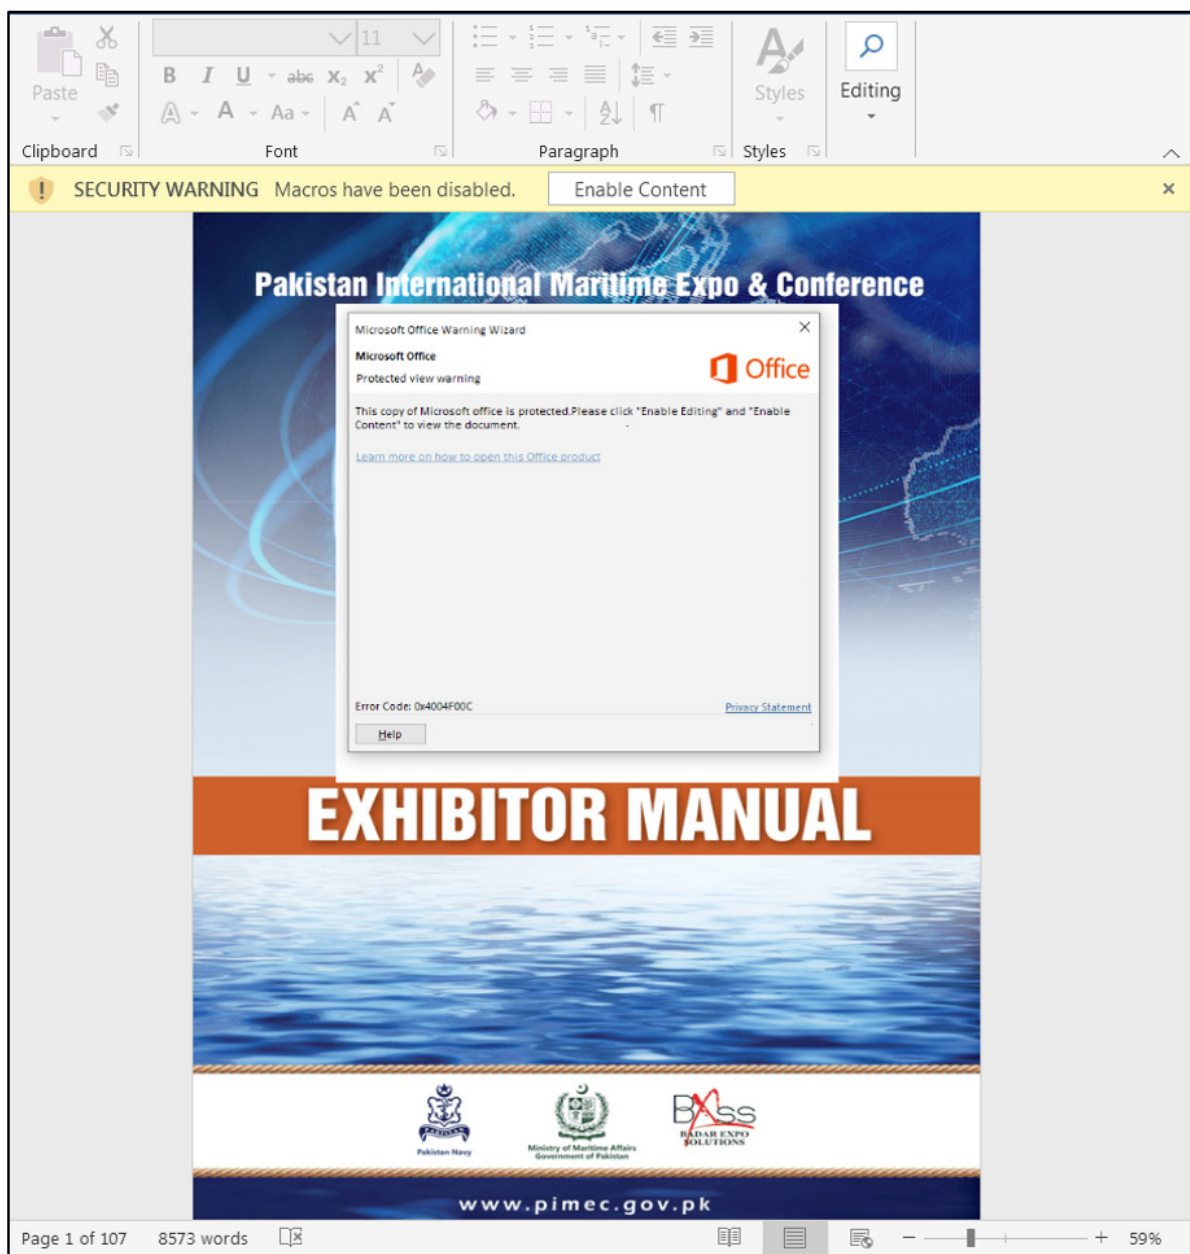 11
B I U abc X₂ X² A
Paste
A A Aa A A
Styles
Editing
Clipboard Font Paragraph Styles
SECURITY WARNING Macros have been disabled. Enable Content
Pakistan International Maritime Expo & Conference
Microsoft Office Warning Wizard
Microsoft Office
Office
Protected view warning
This copy of Microsoft office is protected.Please click "Enable Editing" and "Enable
Content" to view the document.
Learn more on how to open this Office product
Error Code: 0x4004F00C
Privacy Statement
Help
EXHIBITOR MANUAL
PAKISTAN
Pakistan Navy
Ministry of Maritime Affairs
Government of Pakistan
BXSS
BADAR EXPO
SOLUTIONS
www.pimec.gov.pk
Page 1 of 107 8573 words 59%